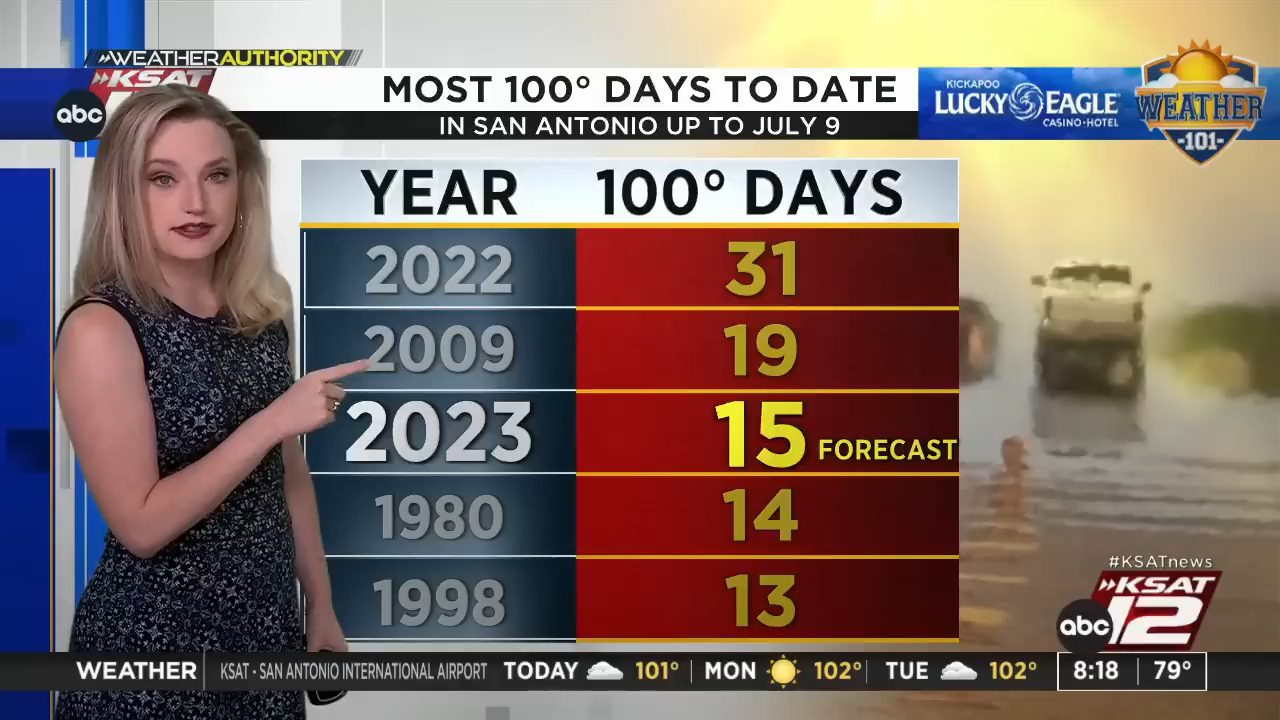 WEATHERAUTHORITY
KSAT
abc
MOST 100° DAYS TO DATE
IN SAN ANTONIO UP TO JULY 9
KICKAPOO
LUCKY EAGLE
CASINO•HOTEL
WEATHER
-101-
YEAR 100° DAYS
2022 31
2009 19
2023 15 FORECAST
1980 14
1998 13
#KSATnews
KSAT
abc 12
WEATHER KSAT - SAN ANTONIO INTERNATIONAL AIRPORT TODAY 101° MON 102° TUE 102° 8:18 79°